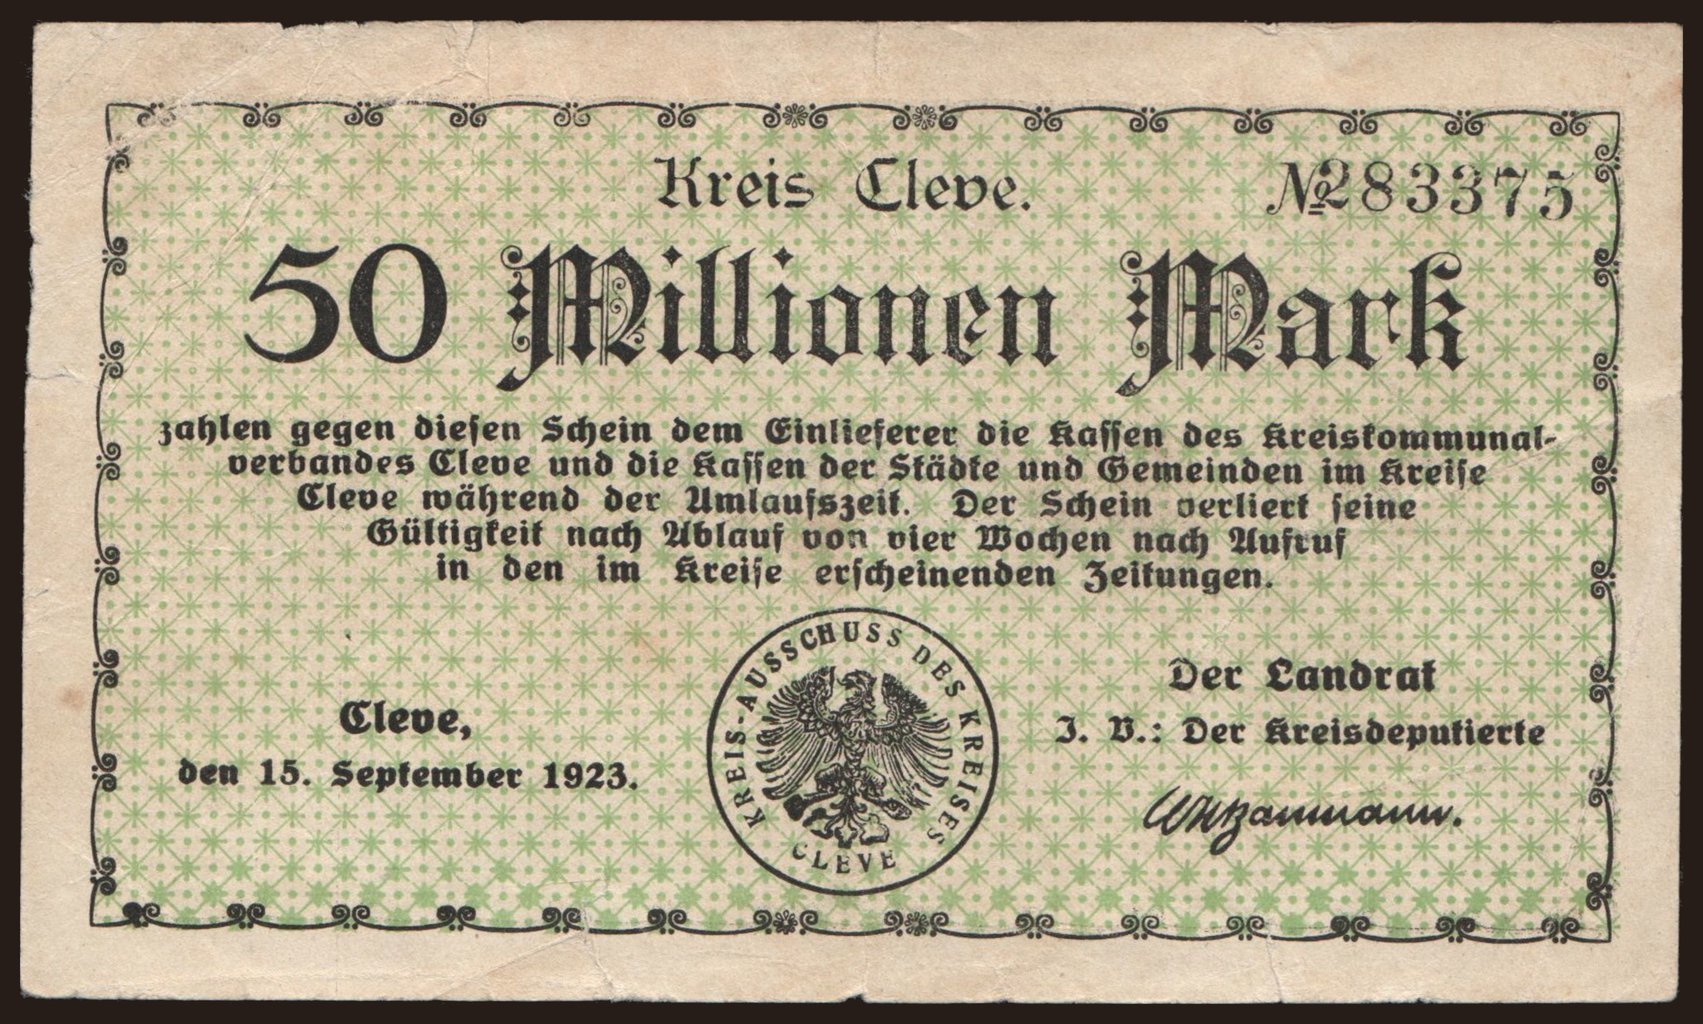 Kreis Cleve.
№ 283375
50 Millionen Mark
zahlen gegen diesen Schein dem Einlieferer die Kassen des Kreiskommunal-
verbandes Cleve und die Kassen der Städte und Gemeinden im Kreise
Cleve während der Umlaufszeit. Der Schein verliert seine
Gültigkeit nach Ablauf von vier Wochen nach Aufruf
in den im Kreise erscheinenden Zeitungen.
Cleve,
den 15. September 1923.
KREIS-AUSSCHUSS DES KREISES
CLEVE
Der Landrat
J. V.: Der Kreisdeputierte